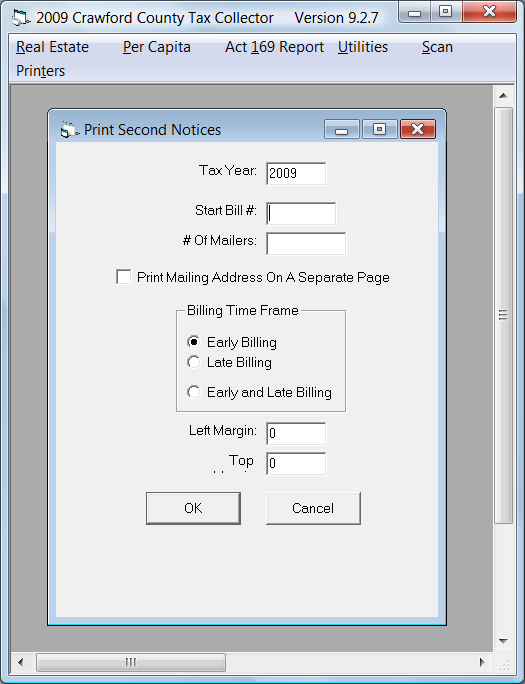 2009 Crawford County Tax Collector Version 9.2.7
Real Estate Per Capita Act 169 Report Utilities Scan
Printers
Print Second Notices
Tax Year: 2009
Start Bill #:
# Of Mailers:
Print Mailing Address On A Separate Page
Billing Time Frame
Early Billing
Late Billing
Early and Late Billing
Left Margin: 0
Top 0
OK Cancel